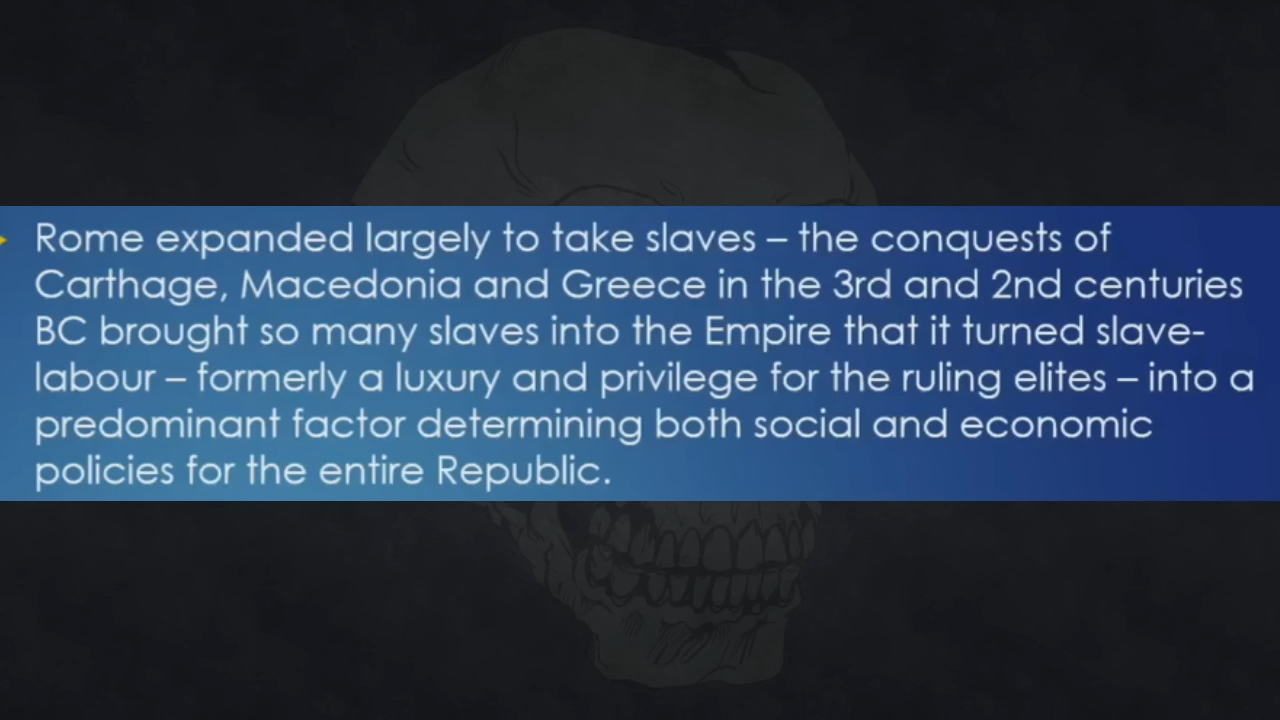 Rome expanded largely to take slaves – the conquests of
Carthage, Macedonia and Greece in the 3rd and 2nd centuries
BC brought so many slaves into the Empire that it turned slave-
labour – formerly a luxury and privilege for the ruling elites – into a
predominant factor determining both social and economic
policies for the entire Republic.